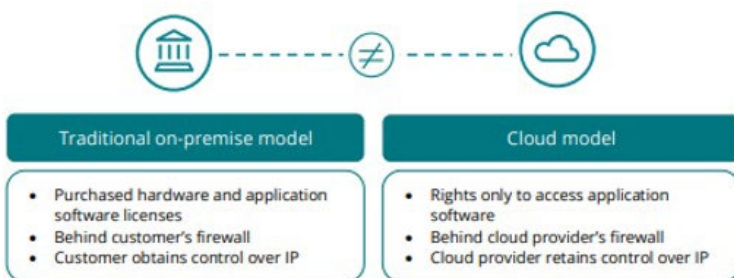 Traditional on-premise model
• Purchased hardware and application
software licenses
• Behind customer's firewall
• Customer obtains control over IP
Cloud model
• Rights only to access application
software
• Behind cloud provider's firewall
• Cloud provider retains control over IP